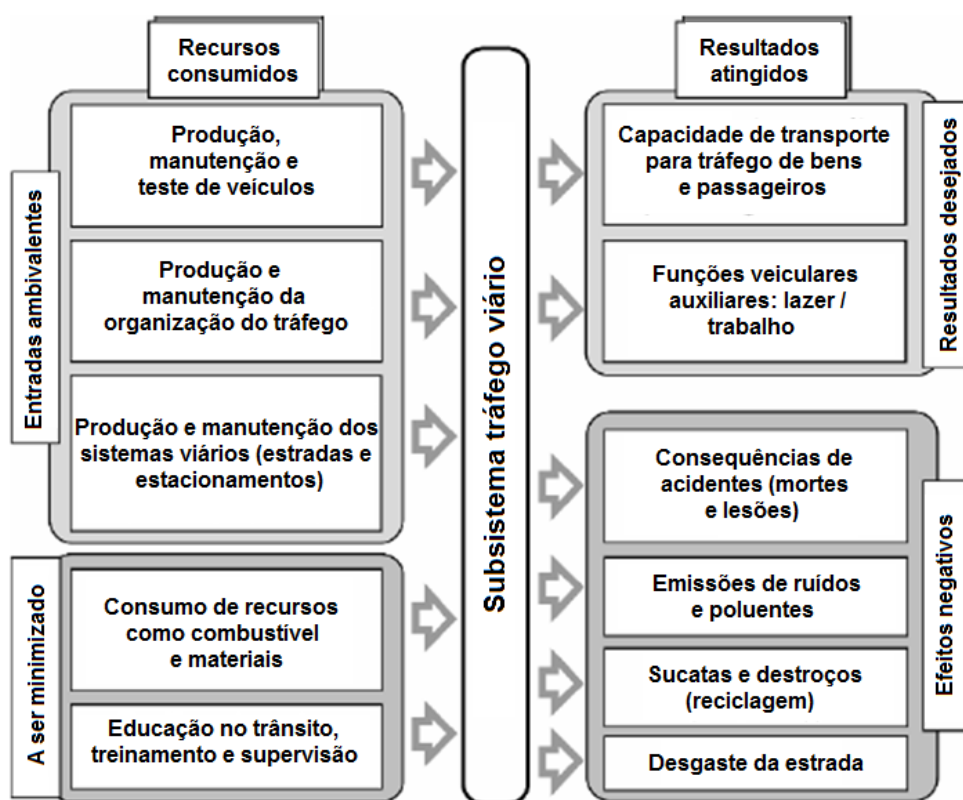 Recursos
consumidos
Resultados
atingidos
Entradas ambivalentes
Produção,
manutenção e
teste de veículos
Produção e
manutenção da
organização do tráfego
Produção e manutenção dos
sistemas viários (estradas e
estacionamentos)
A ser minimizado
Consumo de recursos
como combustível
e materiais
Educação no trânsito,
treinamento e supervisão
Subsistema tráfego viário
Capacidade de transporte
para tráfego de bens
e passageiros
Funções veiculares
auxiliares: lazer /
trabalho
Resultados desejados
Consequências de
acidentes (mortes
e lesões)
Emissões de ruídos
e poluentes
Sucatas e destroços
(reciclagem)
Desgaste da estrada
Efeitos negativos